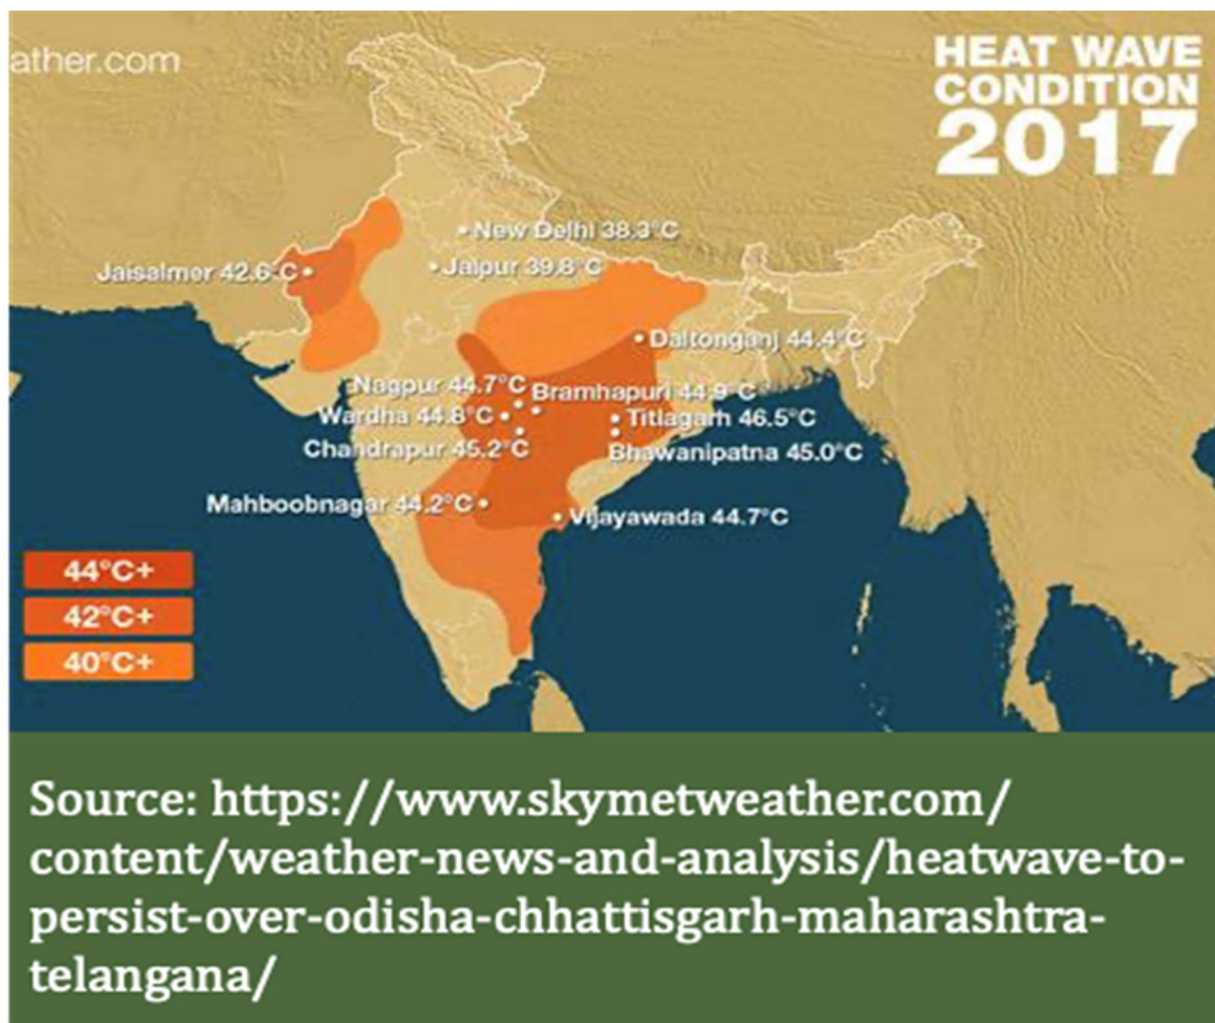 ather.com
HEAT WAVE
CONDITION
2017
New Delhi 38.3°C
Jaisalmer 42.6°C
Jaipur 39.8°C
Daltonganj 44.4°C
Nagpur 44.7°C
Bramhapuri 44.9°C
Wardha 44.8°C
Titlagarh 46.5°C
Chandrapur 45.2°C
Bhawanipatna 45.0°C
Mahboobnagar 44.2°C
Vijayawada 44.7°C
44°C+
42°C+
40°C+
Source: https://www.skymetweather.com/
content/weather-news-and-analysis/heatwave-to-
persist-over-odisha-chhattisgarh-maharashtra-
telangana/